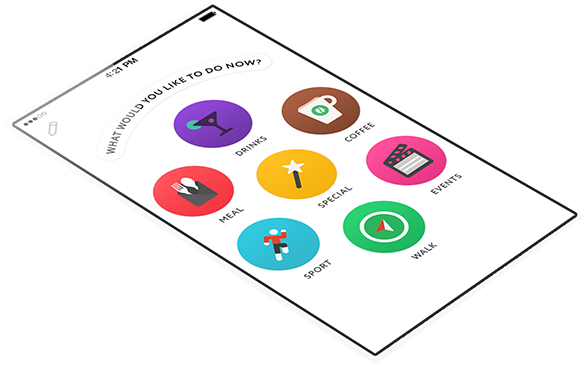 4:21 PM
WHAT WOULD YOU LIKE TO DO NOW?
DRINKS
COFFEE
MEAL
SPECIAL
EVENTS
SPORT
WALK